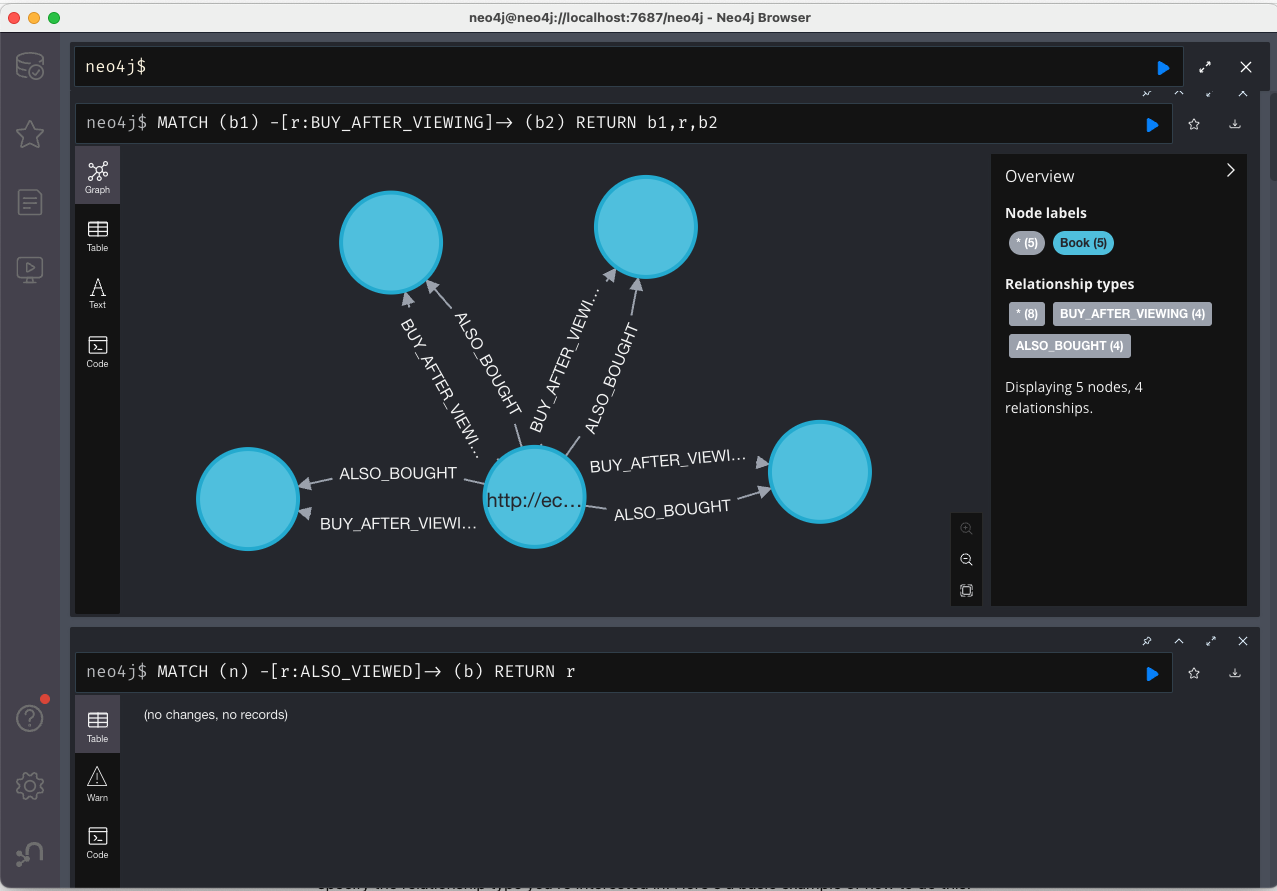 neo4j@neo4j://localhost:7687/neo4j - Neo4j Browser
neo4j$
neo4j$ MATCH (b1) -[r:BUY_AFTER_VIEWING]-> (b2) RETURN b1,r,b2
Graph
Table
Text
Code
BUY_AFTER_VIEWI…
ALSO_BOUGHT
BUY_AFTER_VIEWI…
ALSO_BOUGHT
ALSO_BOUGHT
BUY_AFTER_VIEWI…
http://ec…
BUY_AFTER_VIEWI…
ALSO_BOUGHT
Overview
Node labels
* (5) Book (5)
Relationship types
* (8) BUY_AFTER_VIEWING (4)
ALSO_BOUGHT (4)
Displaying 5 nodes, 4
relationships.
neo4j$ MATCH (n) -[r:ALSO_VIEWED]-> (b) RETURN r
Table
(no changes, no records)
Warn
Code